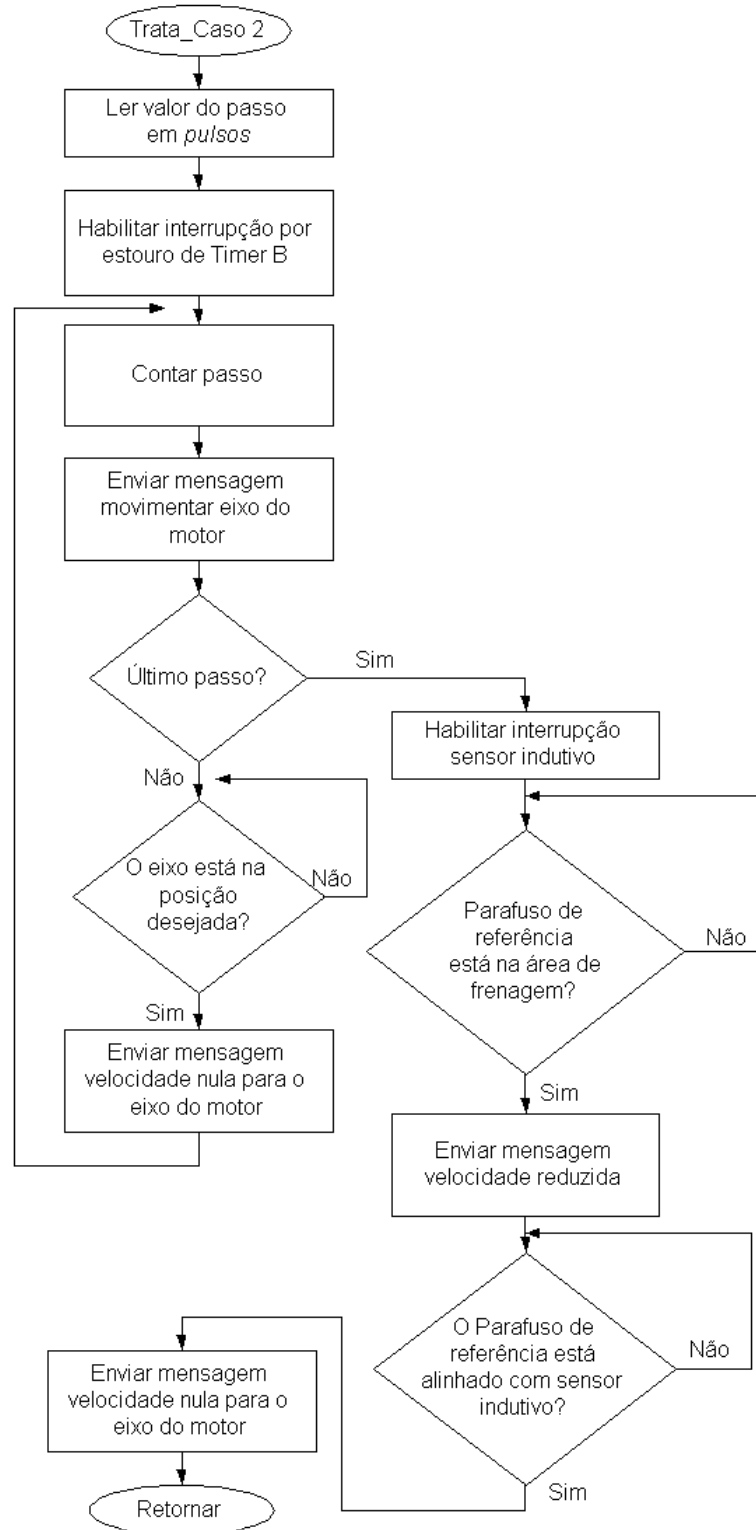 Trata_Caso 2
Ler valor do passo
em pulsos
Habilitar interrupção por
estouro de Timer B
Contar passo
Enviar mensagem
movimentar eixo do
motor
Último passo?
Sim
Não
O eixo está na
posição
desejada?
Não
Sim
Enviar mensagem
velocidade nula para o
eixo do motor
Habilitar interrupção
sensor indutivo
Parafuso de
referência
está na área de
frenagem?
Não
Sim
Enviar mensagem
velocidade reduzida
O Parafuso de
referência está
alinhado com sensor
indutivo?
Não
Sim
Enviar mensagem
velocidade nula para o
eixo do motor
Retornar